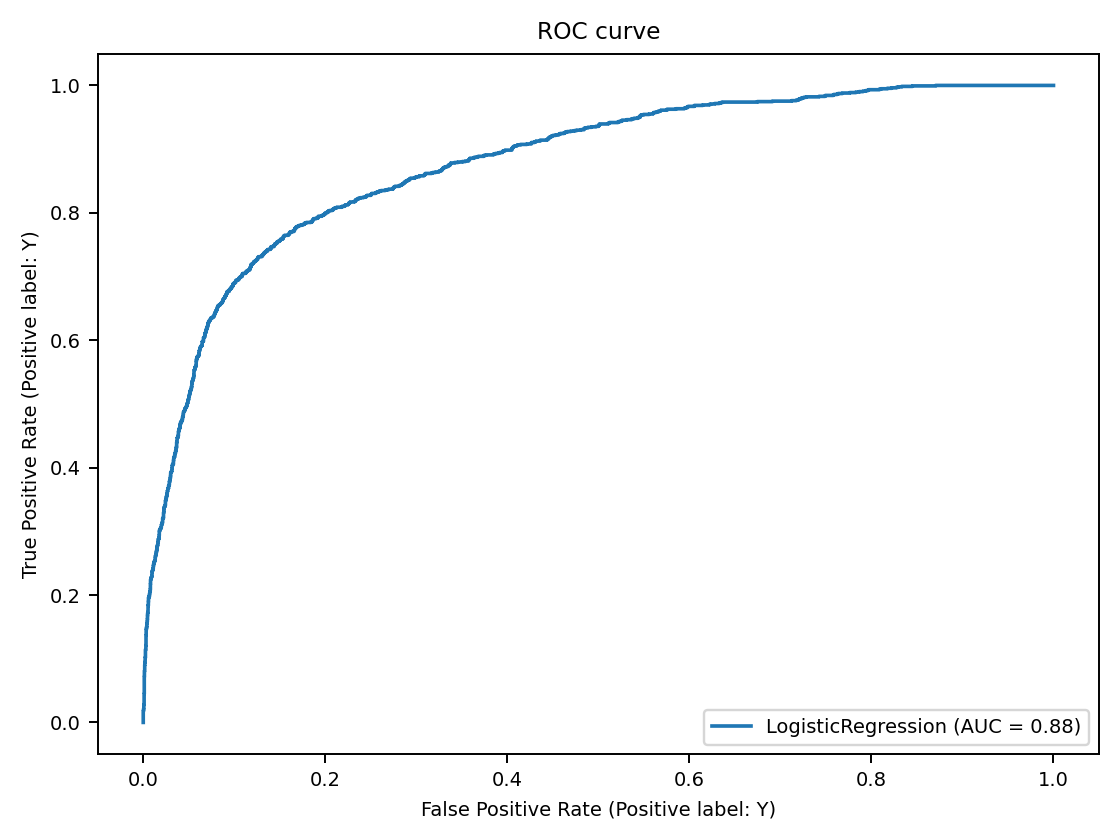 ROC curve
True Positive Rate (Positive label: Y)
1.0
0.8
0.6
0.4
0.2
0.0
LogisticRegression (AUC = 0.88)
0.0 0.2 0.4 0.6 0.8 1.0
False Positive Rate (Positive label: Y)